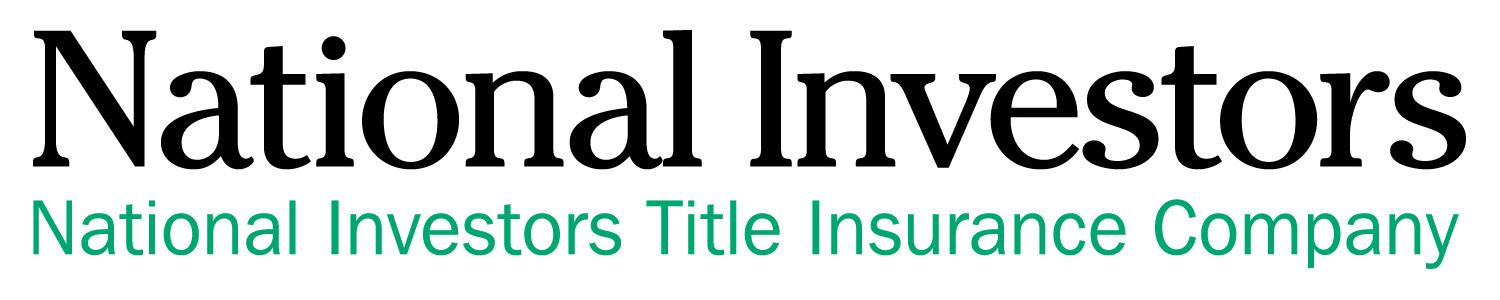 National Investors
National Investors Title Insurance Company